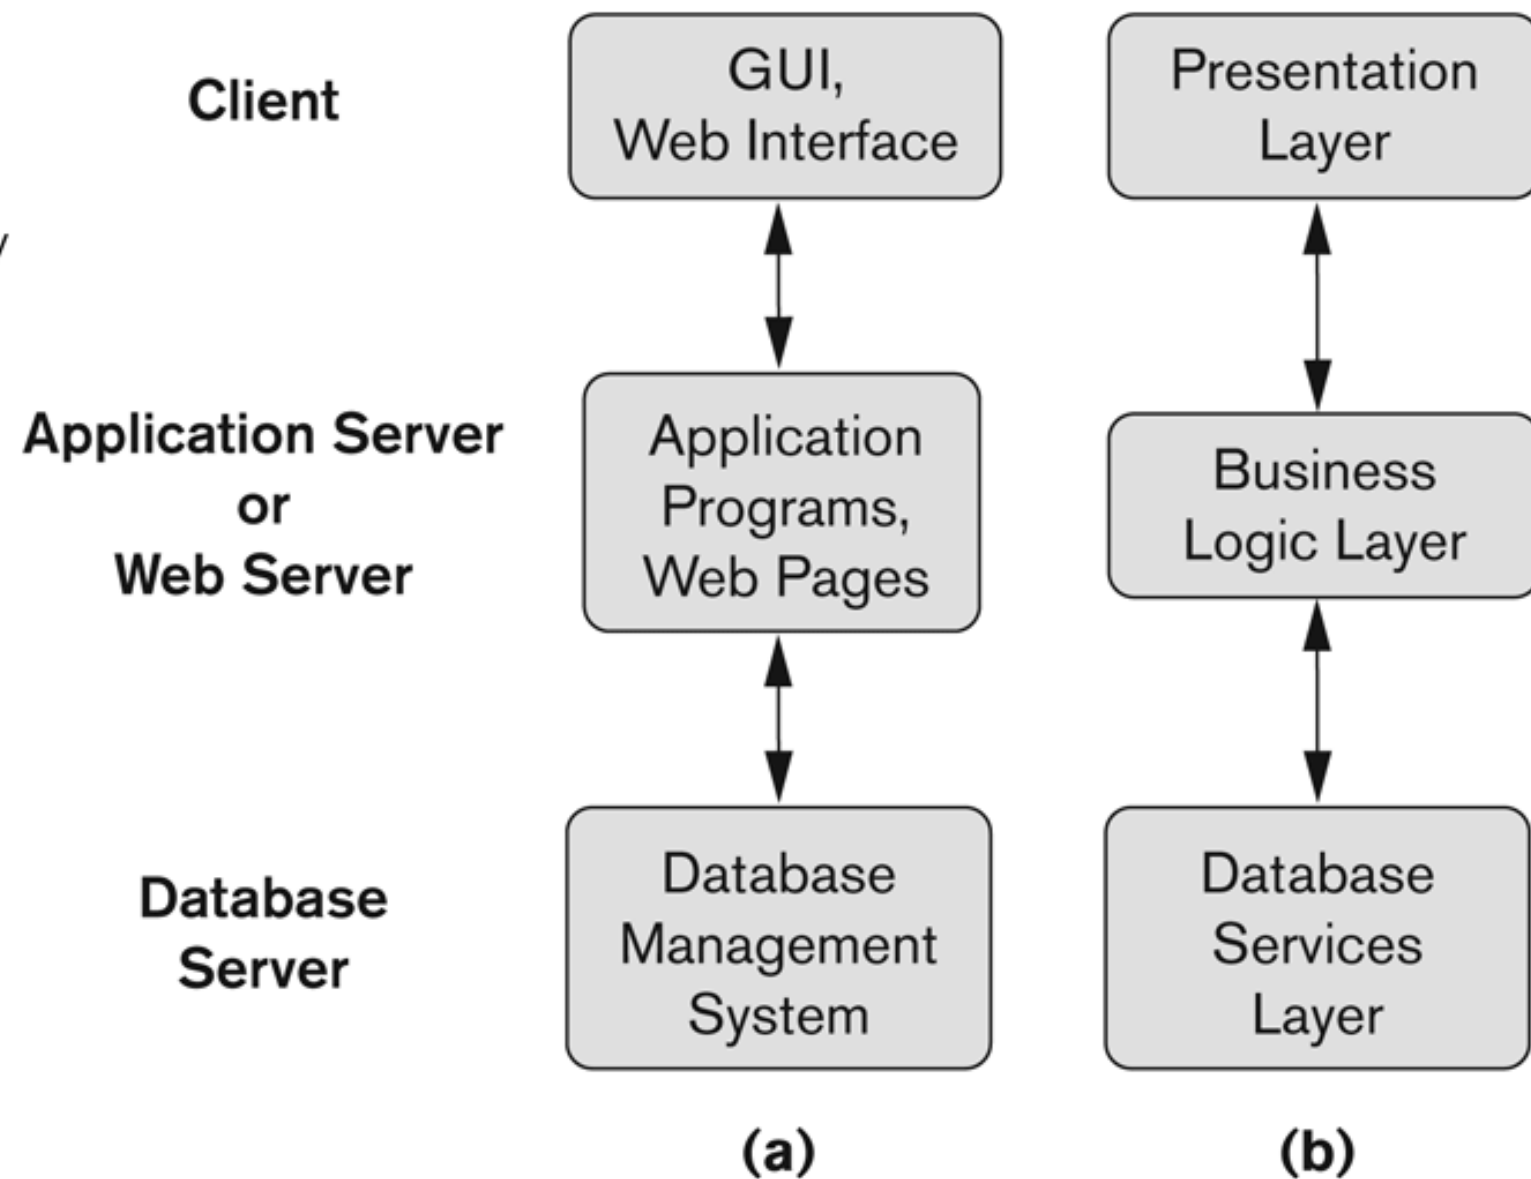 Client
GUI,
Web Interface
Presentation
Layer
y
Application Server
or
Web Server
Application
Programs,
Web Pages
Business
Logic Layer
Database
Server
Database
Management
System
Database
Services
Layer
(a)
(b)